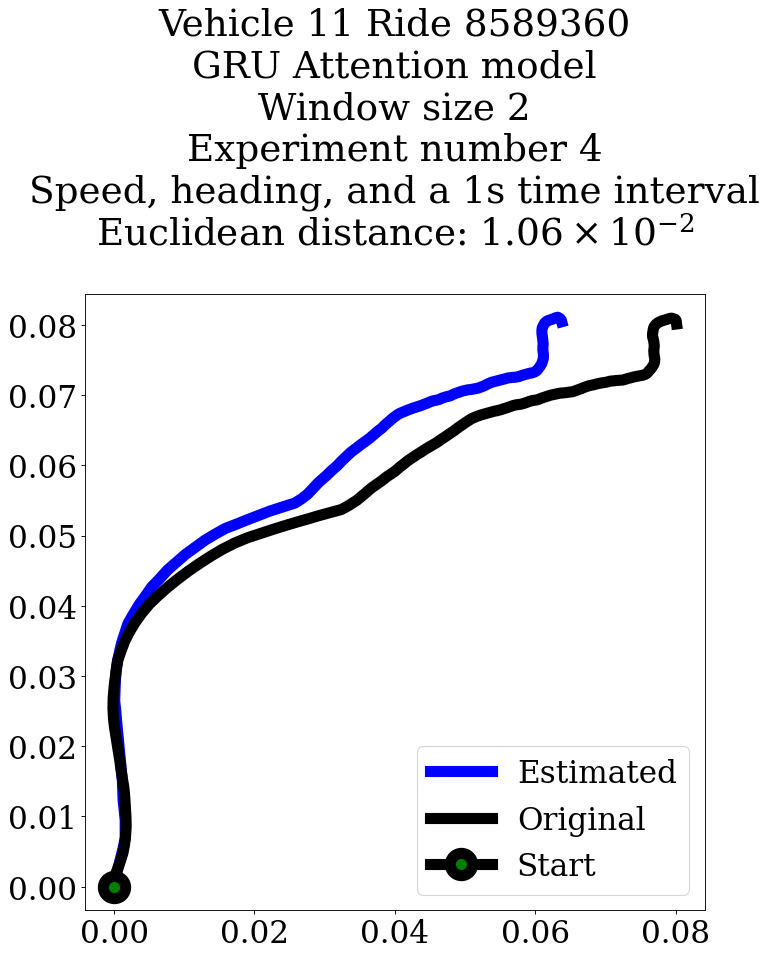 Vehicle 11 Ride 8589360
GRU Attention model
Window size 2
Experiment number 4
Speed, heading, and a 1s time interval
Euclidean distance: 1.06 × 10⁻²
0.08
0.07
0.06
0.05
0.04
0.03
0.02
0.01
0.00
Estimated
Original
Start
0.00 0.02 0.04 0.06 0.08